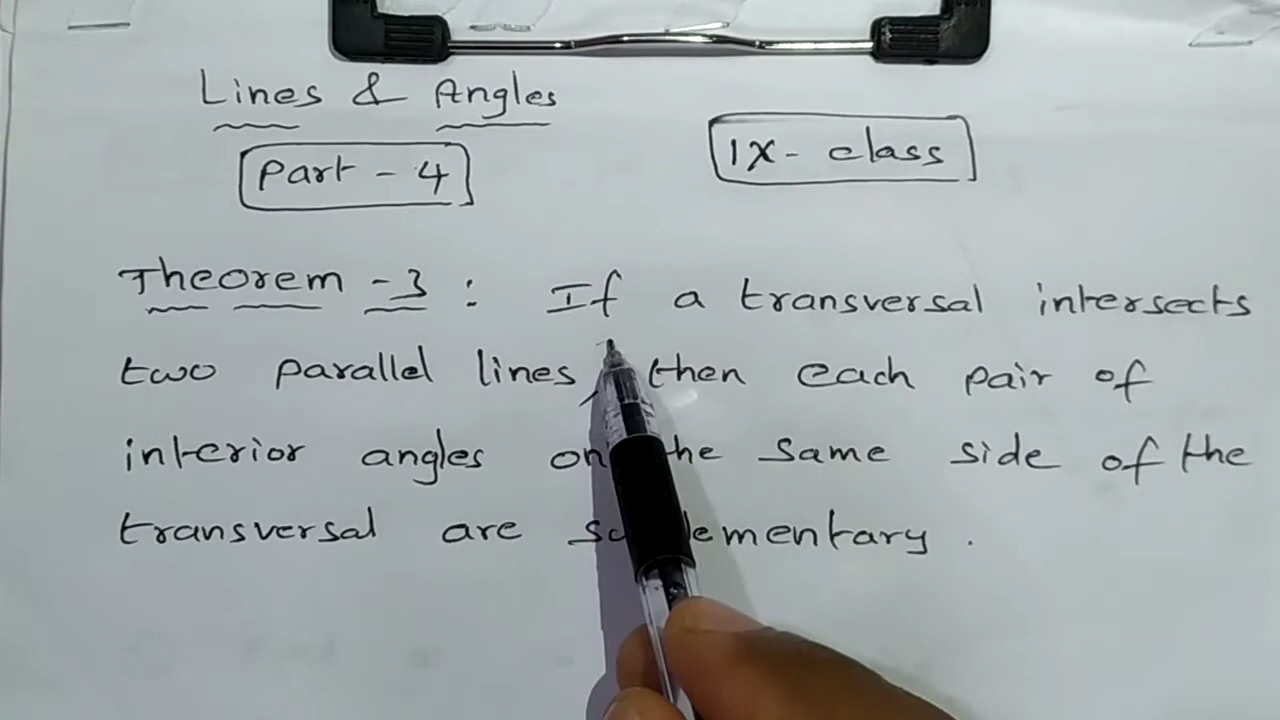 Lines & Angles
Part - 4
IX - class
Theorem - 3 : If a transversal intersects
two parallel lines, then each pair of
interior angles on the same side of the
transversal are